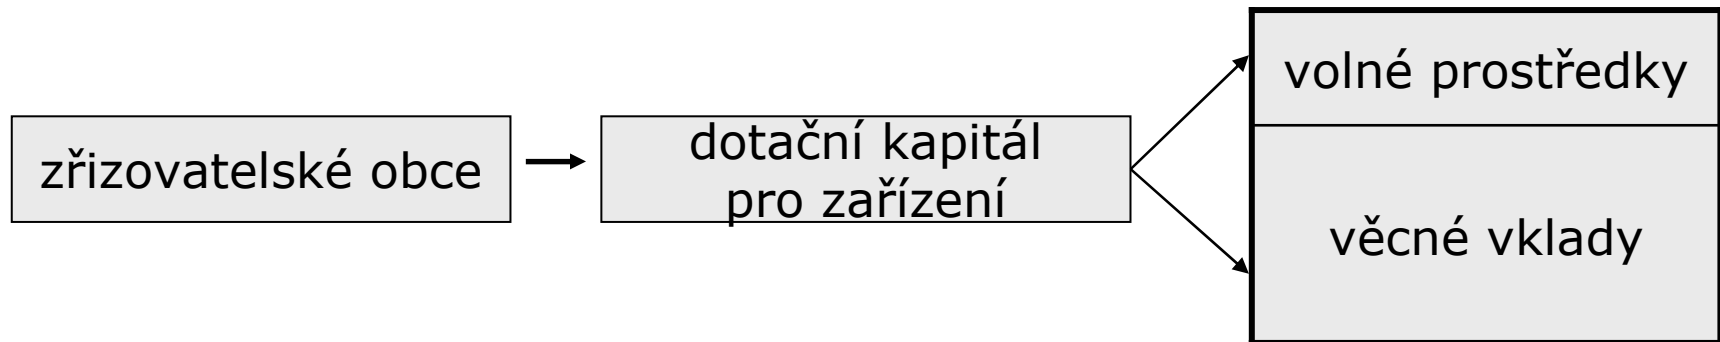 zřizovatelské obce
dotační kapitál
pro zařízení
volné prostředky
věcné vklady